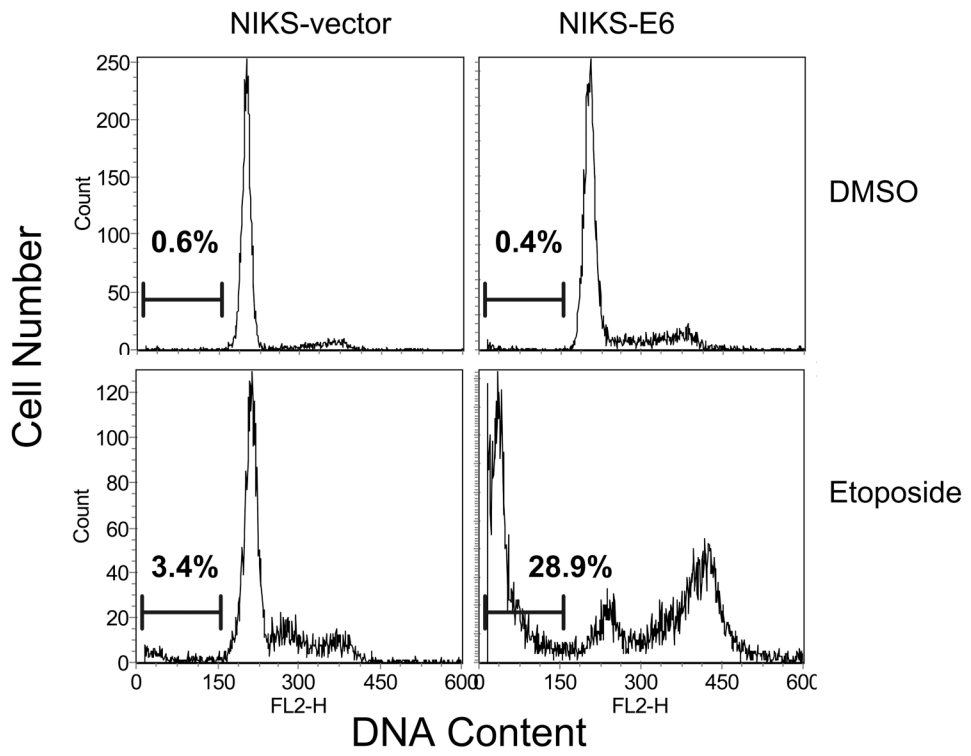 NIKS-vector NIKS-E6
250
200
150
100
50
0
Count
0.6%
0.4%
DMSO
Cell Number
120
100
80
60
40
20
0
Count
3.4%
28.9%
Etoposide
0 150 300 450 600 150 300 450 600
FL2-H FL2-H
DNA Content